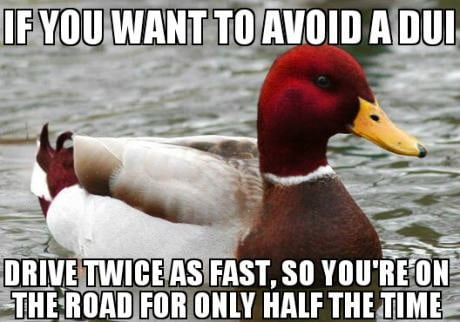 IF YOU WANT TO AVOID A DUI
DRIVE TWICE AS FAST, SO YOU'RE ON
THE ROAD FOR ONLY HALF THE TIME